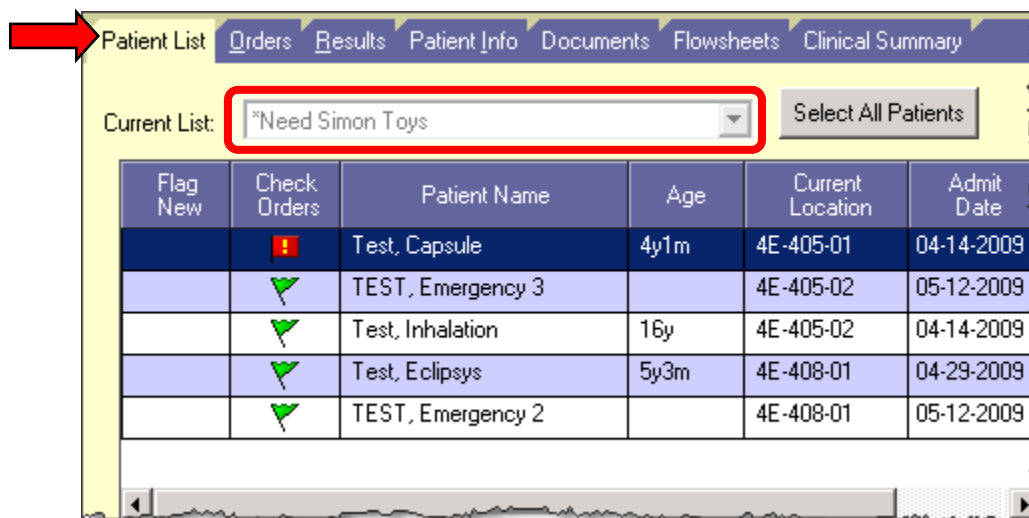 Patient List Orders Results Patient Info Documents Flowsheets Clinical Summary
Current List: *Need Simon Toys Select All Patients
Flag New Check Orders Patient Name Age Current Location Admit Date
! Test, Capsule 4y1m 4E-405-01 04-14-2009
TEST, Emergency 3 4E-405-02 05-12-2009
Test, Inhalation 16y 4E-405-02 04-14-2009
Test, Eclipsys 5y3m 4E-408-01 04-29-2009
TEST, Emergency 2 4E-408-01 05-12-2009